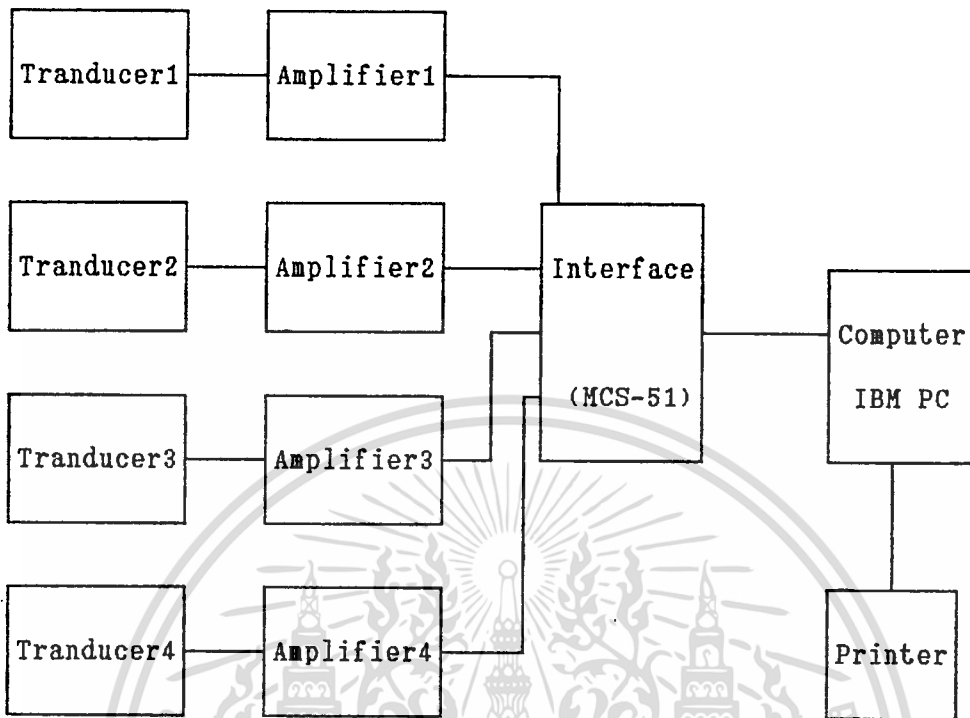 Tranducer1
Amplifier1
Tranducer2
Amplifier2
Interface
(MCS-51)
Computer
IBM PC
Tranducer3
Amplifier3
Tranducer4
Amplifier4
Printer